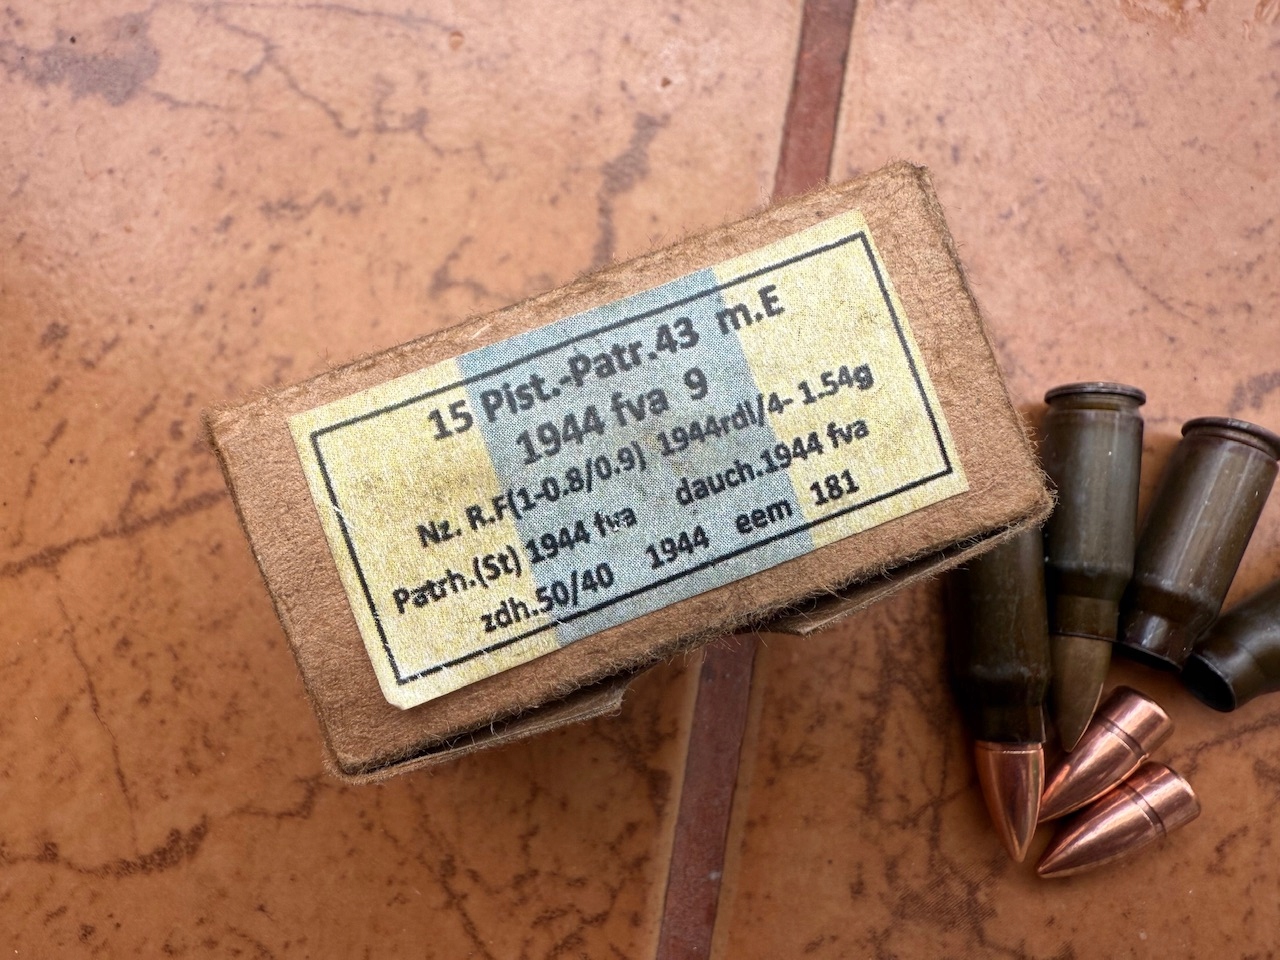 15 Pist.-Patr.43 m.E
1944 fva 9
Nz. R.F(1-0.8/0.9) 1944rdl/4- 1.54g
Patrh.(St) 1944 fva dauch.1944 fva
zdh.50/40 1944 eem 181